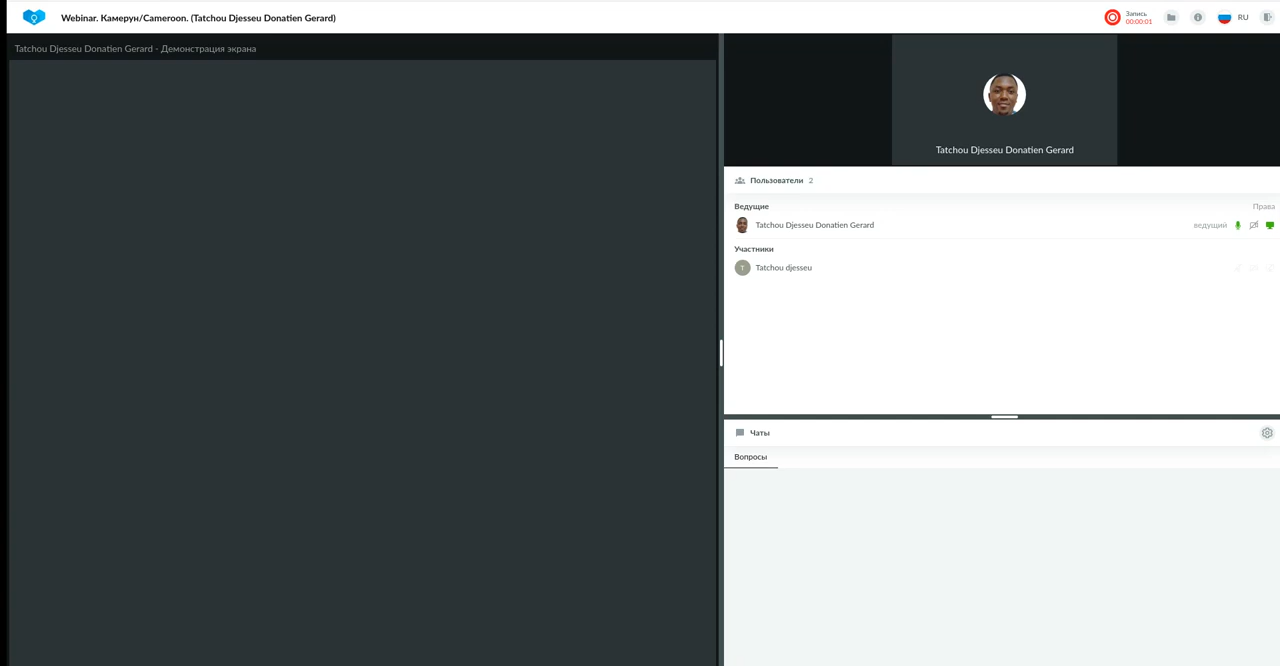 Webinar. Камерун/Cameroon. (Tatchou Djesseu Donatien Gerard)
Запись
00:00:01
RU
Tatchou Djesseu Donatien Gerard - Демонстрация экрана
Tatchou Djesseu Donatien Gerard
Пользователи 2
Ведущие Права
Tatchou Djesseu Donatien Gerard ведущий
Участники
T Tatchou djesseu
Чаты
Вопросы